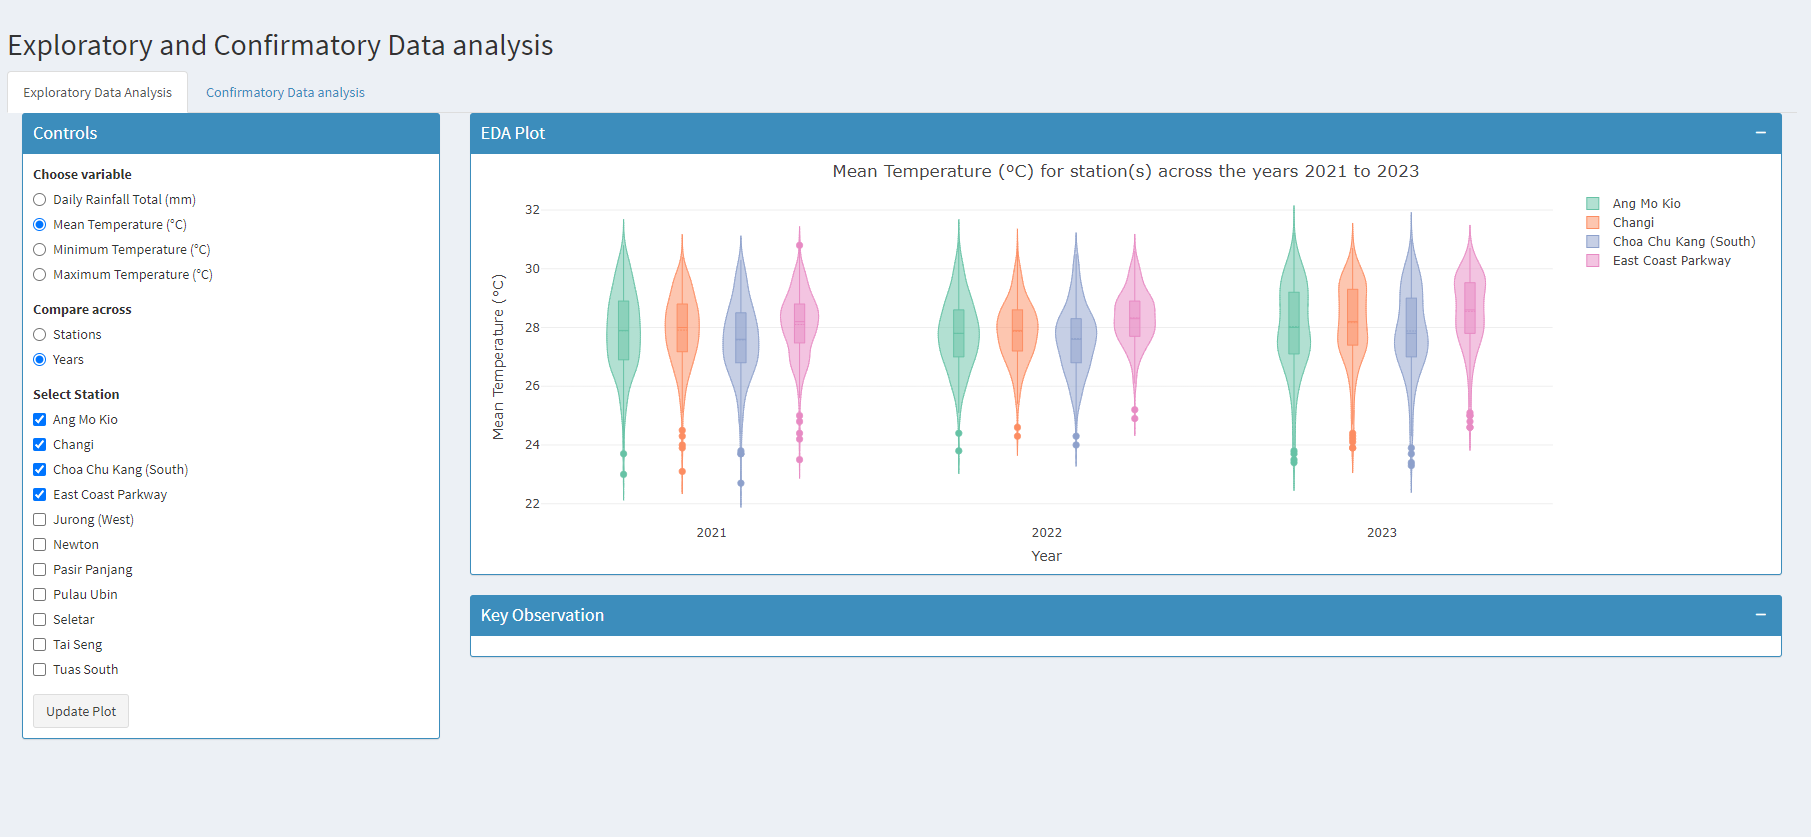 Exploratory and Confirmatory Data analysis
Exploratory Data Analysis
Confirmatory Data analysis
Controls
Choose variable
Daily Rainfall Total (mm)
Mean Temperature (°C)
Minimum Temperature (°C)
Maximum Temperature (°C)
Compare across
Stations
Years
Select Station
Ang Mo Kio
Changi
Choa Chu Kang (South)
East Coast Parkway
Jurong (West)
Newton
Pasir Panjang
Pulau Ubin
Seletar
Tai Seng
Tuas South
Update Plot
EDA Plot
Mean Temperature (°C) for station(s) across the years 2021 to 2023
Mean Temperature (°C)
32
30
28
26
24
22
2021
2022
2023
Year
Ang Mo Kio
Changi
Choa Chu Kang (South)
East Coast Parkway
Key Observation